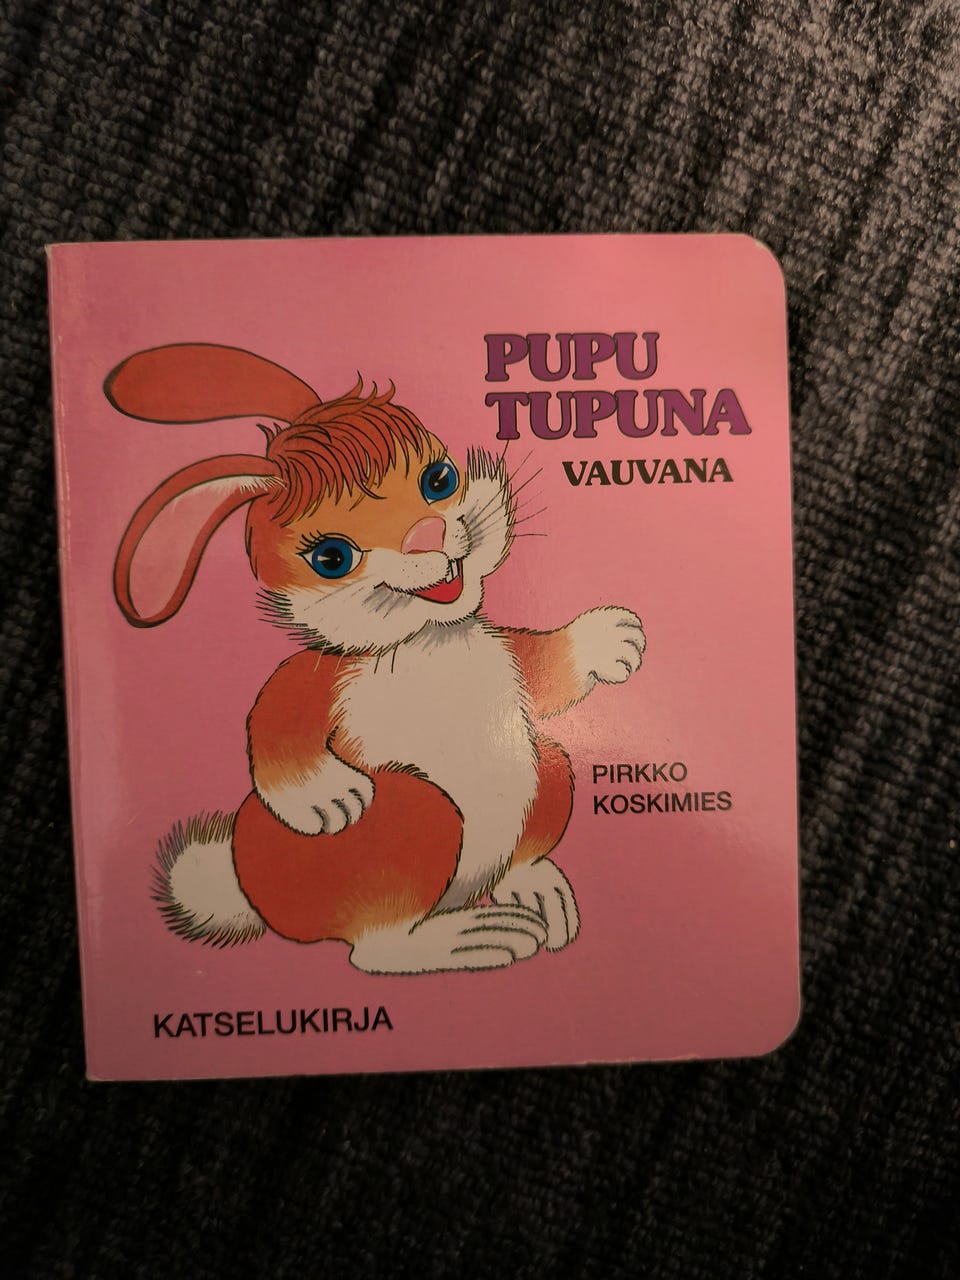 PUPU
TUPUNA
VAUVANA
PIRKKO
KOSKIMIES
KATSELUKIRJA